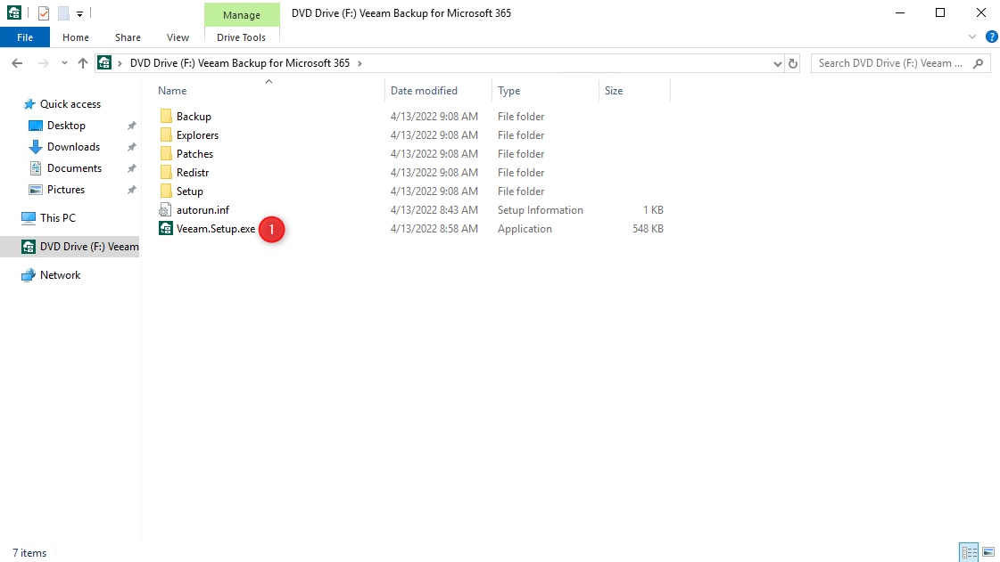 Manage
DVD Drive (F:) Veeam Backup for Microsoft 365
File
Home
Share
View
Drive Tools
?
DVD Drive (F:) Veeam Backup for Microsoft 365
Search DVD Drive (F:) Veeam ...
Name
Date modified
Type
Size
Quick access
Desktop
Downloads
Documents
Pictures
This PC
DVD Drive (F:) Veeam
Network
Backup 4/13/2022 9:08 AM File folder
Explorers 4/13/2022 9:08 AM File folder
Patches 4/13/2022 9:08 AM File folder
Redistr 4/13/2022 9:08 AM File folder
Setup 4/13/2022 9:08 AM File folder
autorun.inf 4/13/2022 8:43 AM Setup Information 1 KB
Veeam.Setup.exe 1 4/13/2022 8:58 AM Application 548 KB
7 items